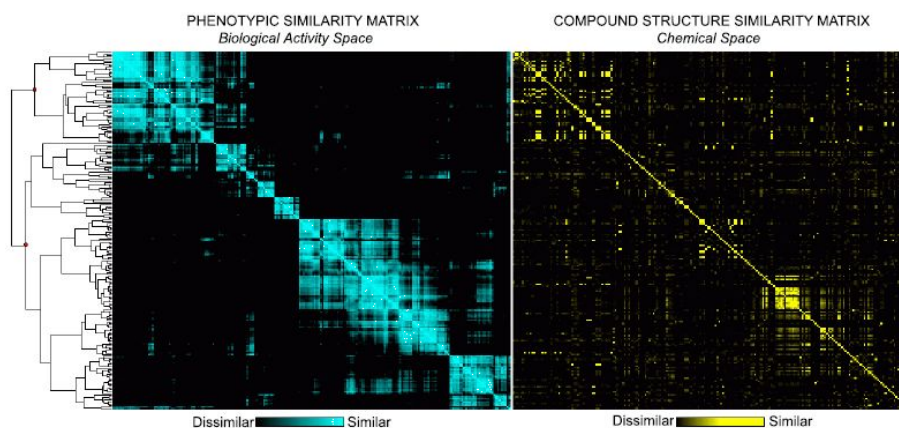 PHENOTYPIC SIMILARITY MATRIX
Biological Activity Space
COMPOUND STRUCTURE SIMILARITY MATRIX
Chemical Space
Dissimilar Similar
Dissimilar Similar